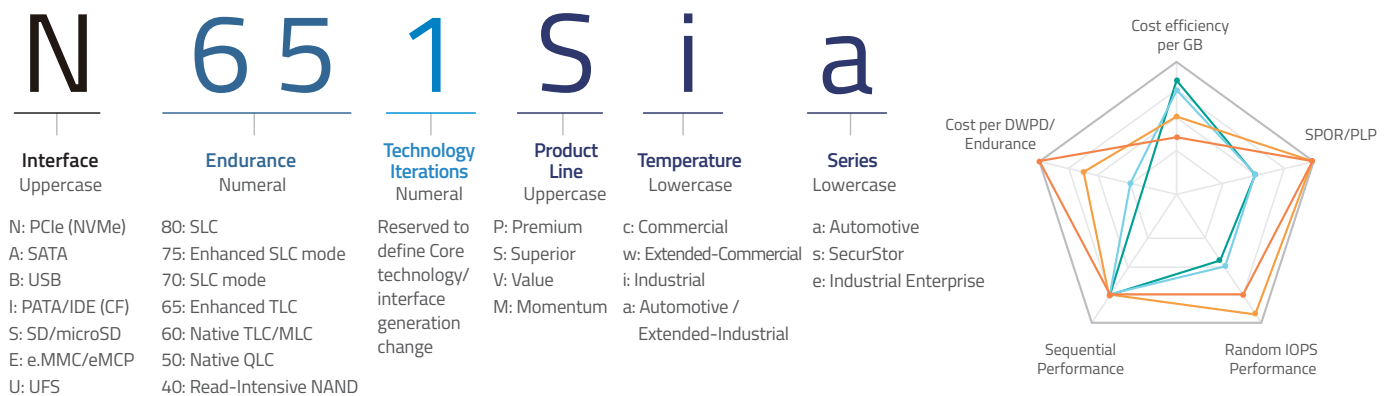 N 65 1 S i a
Interface
Uppercase
N: PCIe (NVMe)
A: SATA
B: USB
I: PATA/IDE (CF)
S: SD/microSD
E: e.MMC/eMCP
U: UFS
Endurance
Numeral
80: SLC
75: Enhanced SLC mode
70: SLC mode
65: Enhanced TLC
60: Native TLC/MLC
50: Native QLC
40: Read-Intensive NAND
Technology
Iterations
Numeral
Reserved to
define Core
technology/
interface
generation
change
Product
Line
Uppercase
P: Premium
S: Superior
V: Value
M: Momentum
Temperature
Lowercase
c: Commercial
w: Extended-Commercial
i: Industrial
a: Automotive /
Extended-Industrial
Series
Lowercase
a: Automotive
s: SecurStor
e: Industrial Enterprise
Cost efficiency
per GB
Cost per DWPD/
Endurance
SPOR/PLP
Sequential
Performance
Random IOPS
Performance